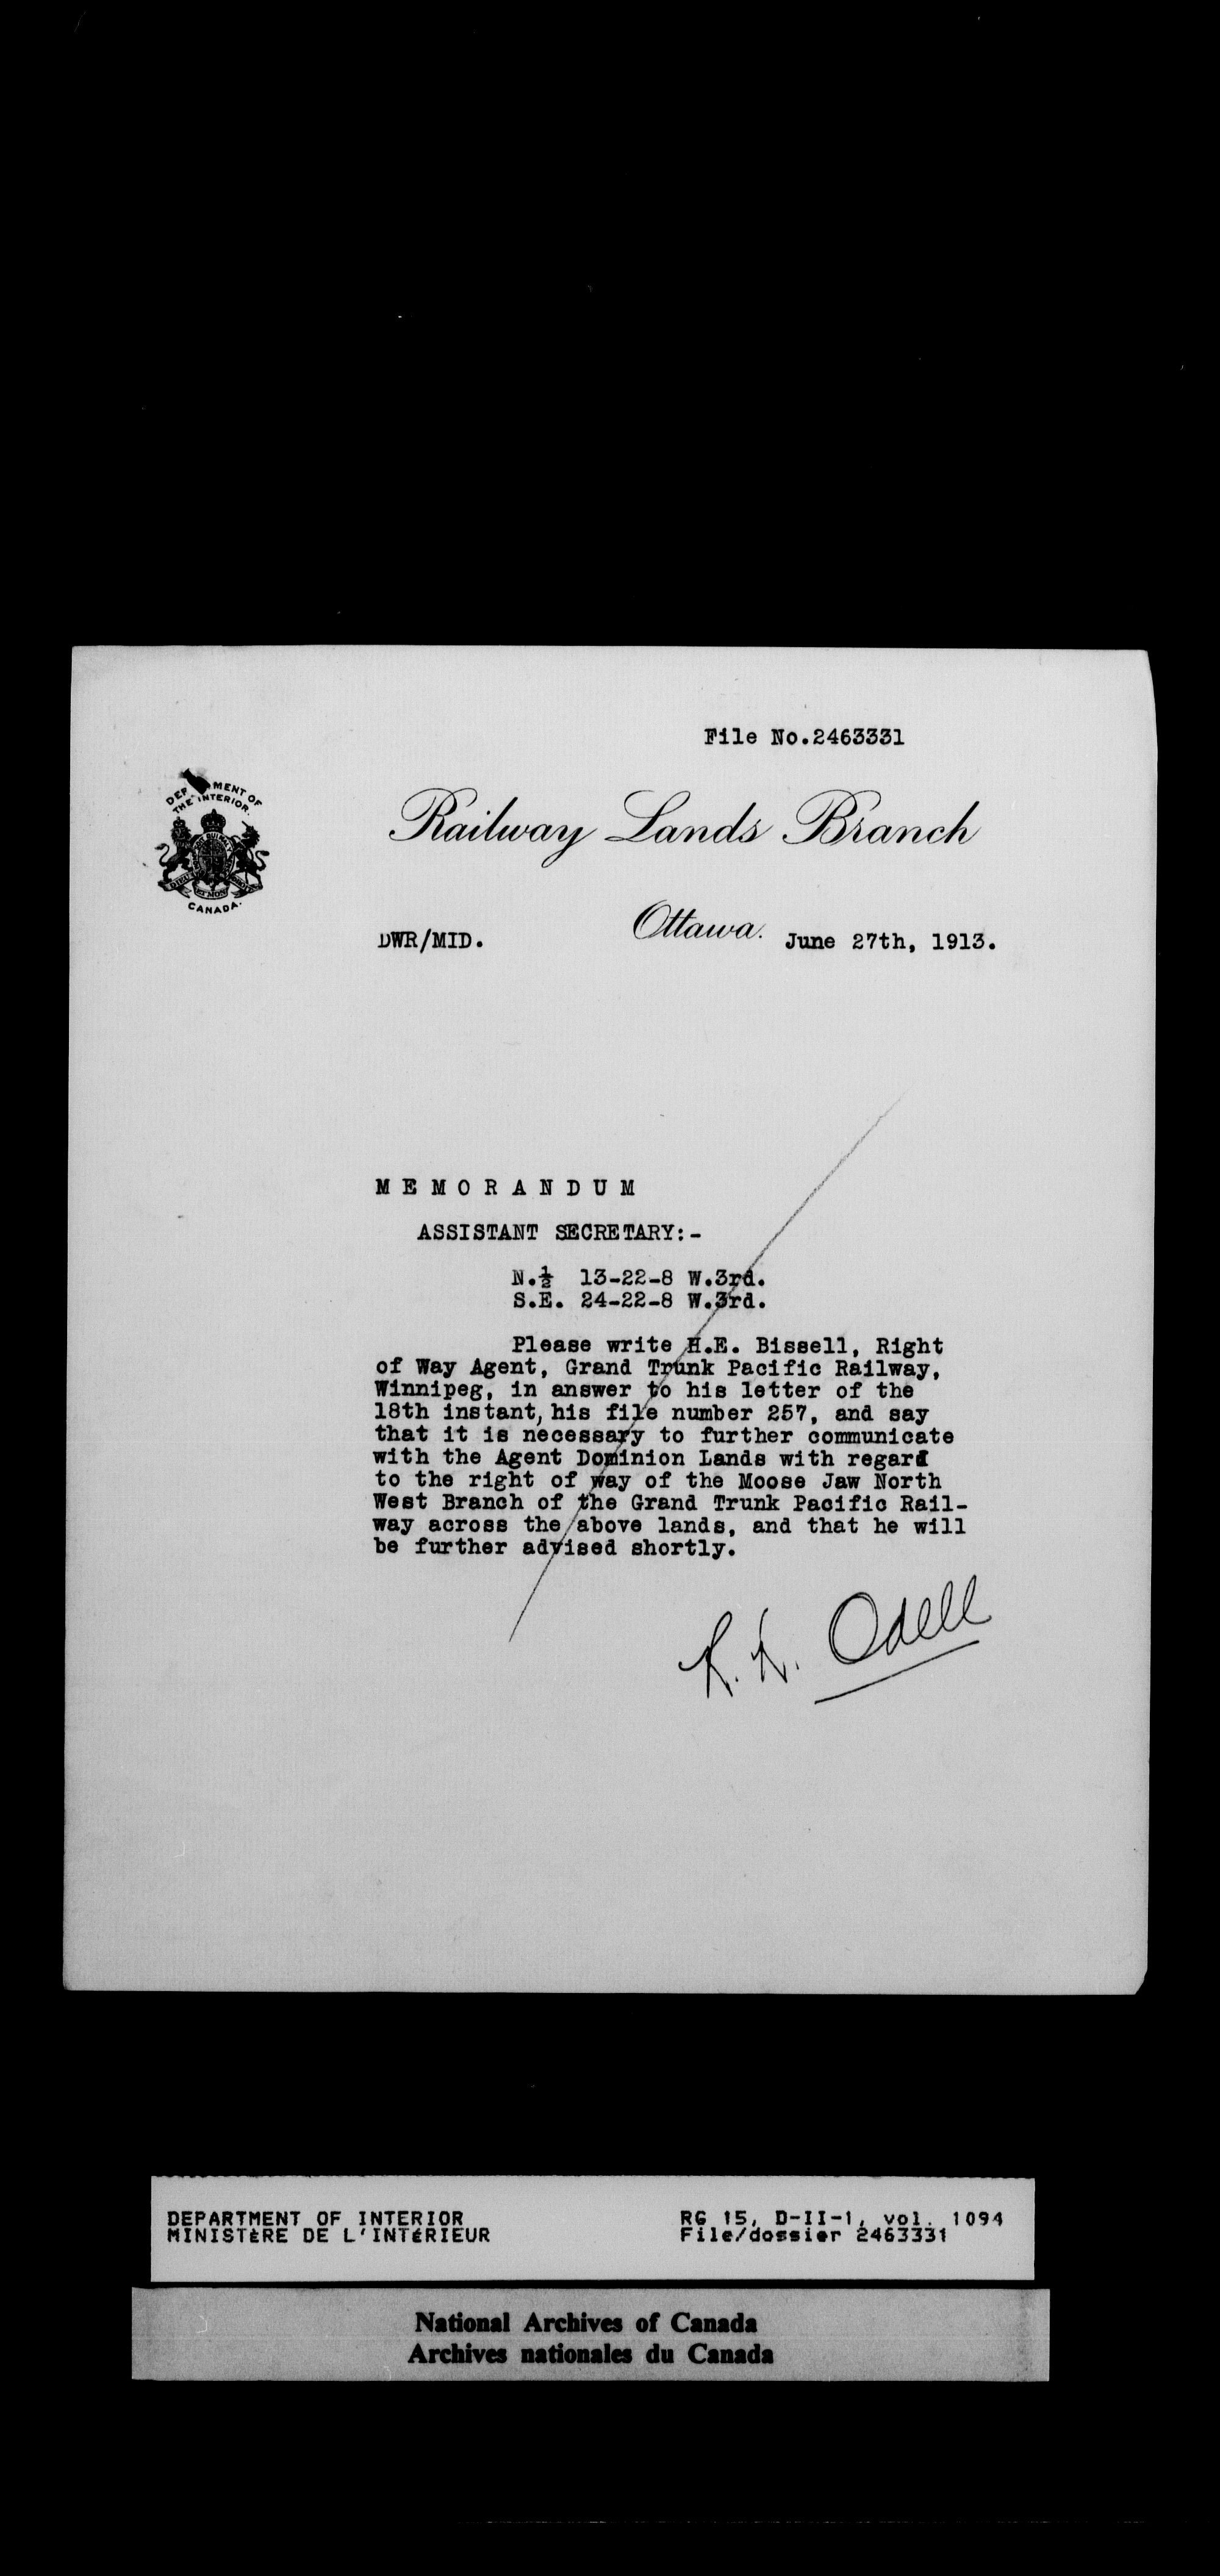 File No.2463331
DEPARTMENT OF
THE INTERIOR.
CANADA.
Railway Lands Branch
DWR/MID.
Ottawa. June 27th, 1913.
MEMORANDUM
ASSISTANT SECRETARY:-
N.½ 13-22-8 W.3rd.
S.E. 24-22-8 W.3rd.
Please write H.E. Bissell, Right
of Way Agent, Grand Trunk Pacific Railway,
Winnipeg, in answer to his letter of the
18th instant, his file number 257, and say
that it is necessary to further communicate
with the Agent Dominion Lands with regard
to the right of way of the Moose Jaw North
West Branch of the Grand Trunk Pacific Rail-
way across the above lands, and that he will
be further advised shortly.
Odell
DEPARTMENT OF INTERIOR
MINISTÈRE DE L'INTÉRIEUR
RG 15, D-II-1, vol. 1094
File/dossier 2463331
National Archives of Canada
Archives nationales du Canada